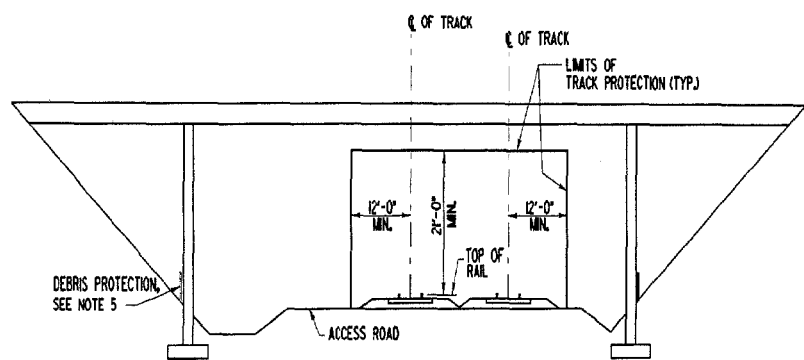 ℄ OF TRACK
℄ OF TRACK
LIMITS OF
TRACK PROTECTION (TYP.)
12'-0"
MIN.
21'-0"
MIN.
12'-0"
MIN.
TOP OF
RAIL
DEBRIS PROTECTION,
SEE NOTE 5
ACCESS ROAD